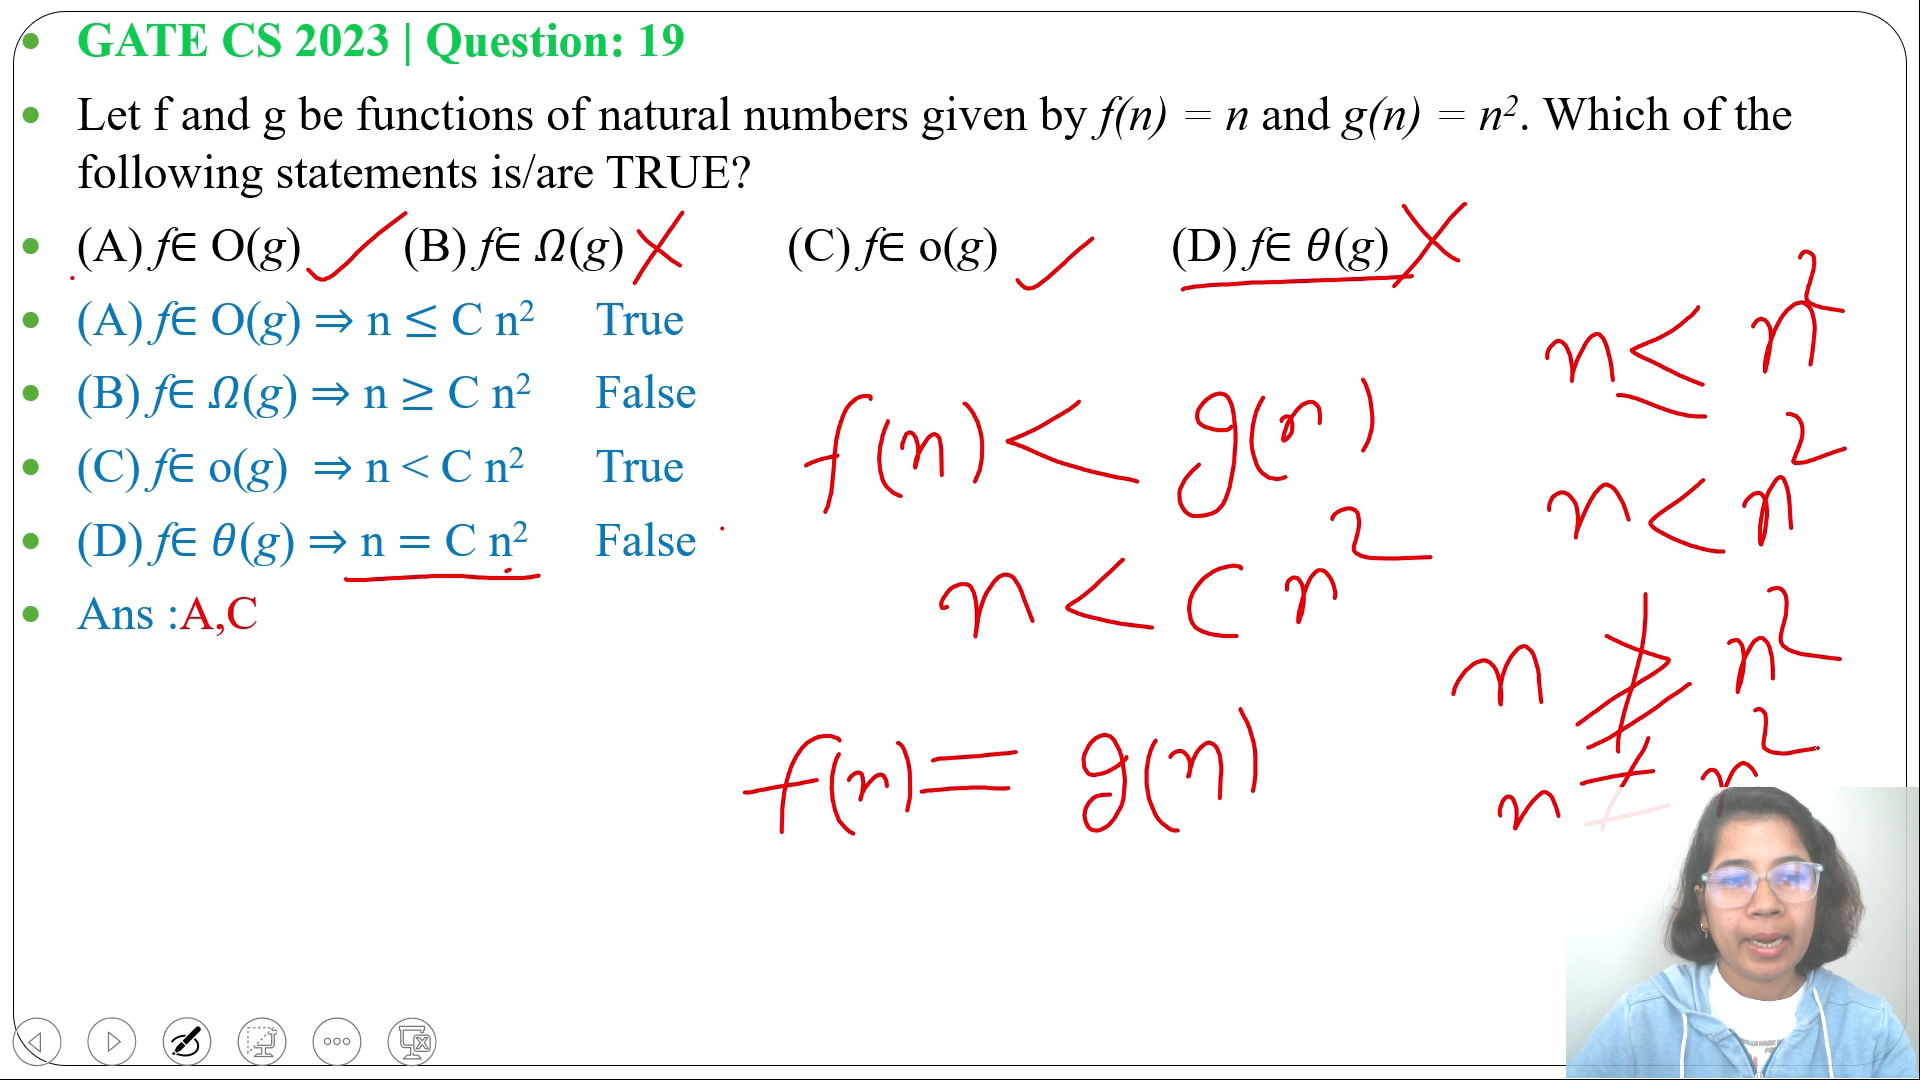 GATE CS 2023 | Question: 19
Let f and g be functions of natural numbers given by f(n) = n and g(n) = n². Which of the
following statements is/are TRUE?
(A) f∈ O(g) (B) f∈ Ω(g) (C) f∈ o(g) (D) f∈ θ(g)
(A) f∈ O(g) ⇒ n ≤ C n² True
(B) f∈ Ω(g) ⇒ n ≥ C n² False
(C) f∈ o(g) ⇒ n < C n² True
(D) f∈ θ(g) ⇒ n = C n² False
Ans :A,C
n ≤ n²
f(n) < g(n)
n < n²
n < C n²
n ≱ n²
f(n) = g(n)
n ≠ n²